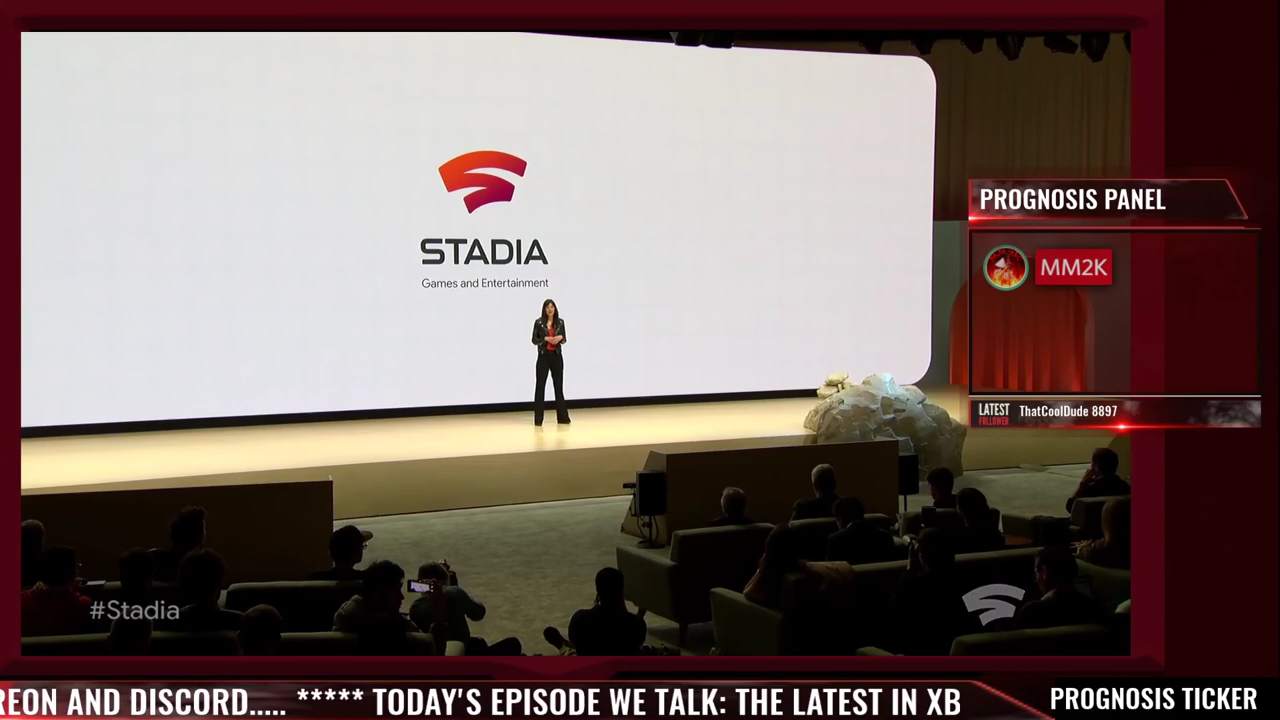 STADIA
Games and Entertainment
PROGNOSIS PANEL
MM2K
LATEST
FOLLOWER
ThatCoolDude 8897
#Stadia
REON AND DISCORD..... ***** TODAY'S EPISODE WE TALK: THE LATEST IN XB
PROGNOSIS TICKER